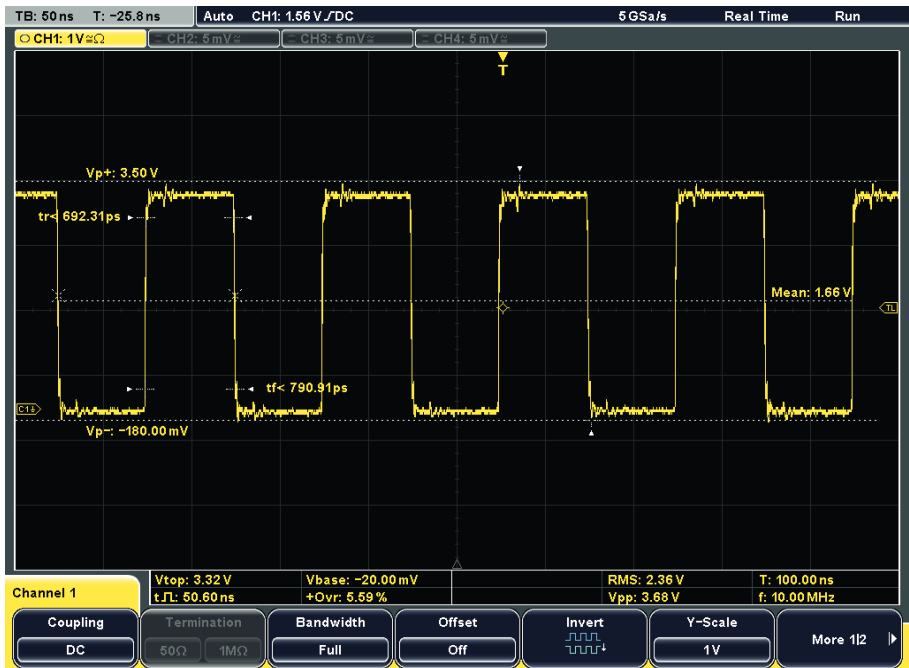 TB: 50 ns T: -25.8 ns Auto CH1: 1.56 V / DC 5 GSa/s Real Time Run
CH1: 1 V≅Ω CH2: 5 mV≅ CH3: 5 mV≅ CH4: 5 mV≅
T
Vp+: 3.50 V
tr< 692.31ps
Mean: 1.66 V
TL
tf< 790.91ps
C1
Vp-: -180.00 mV
Channel 1
Vtop: 3.32 V Vbase: -20.00 mV RMS: 2.36 V T: 100.00 ns
t⎍: 50.60 ns +Ovr: 5.59 % Vpp: 3.68 V f: 10.00 MHz
Coupling Termination Bandwidth Offset Invert Y-Scale More 1|2
DC 50Ω 1MΩ Full Off 1V